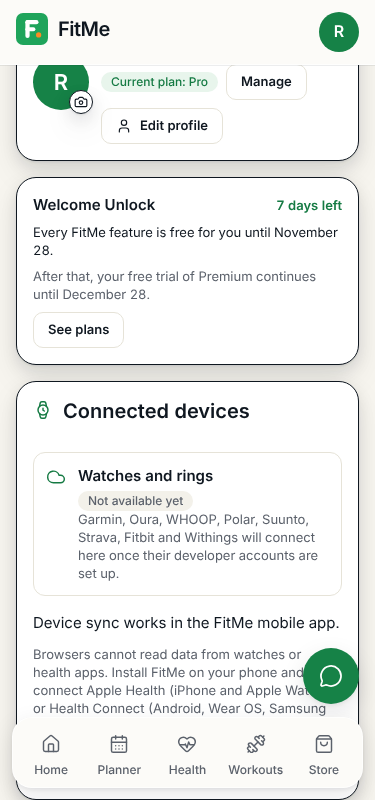 FitMe
R
R
Current plan: Pro
Manage
Edit profile
Welcome Unlock
7 days left
Every FitMe feature is free for you until November
28.
After that, your free trial of Premium continues
until December 28.
See plans
Connected devices
Watches and rings
Not available yet
Garmin, Oura, WHOOP, Polar, Suunto,
Strava, Fitbit and Withings will connect
here once their developer accounts are
set up.
Device sync works in the FitMe mobile app.
Browsers cannot read data from watches or
health apps. Install FitMe on your phone and
connect Apple Health (iPhone and Apple
or Health Connect (Android, Wear OS, Samsung
Home
Planner
Health
Workouts
Store